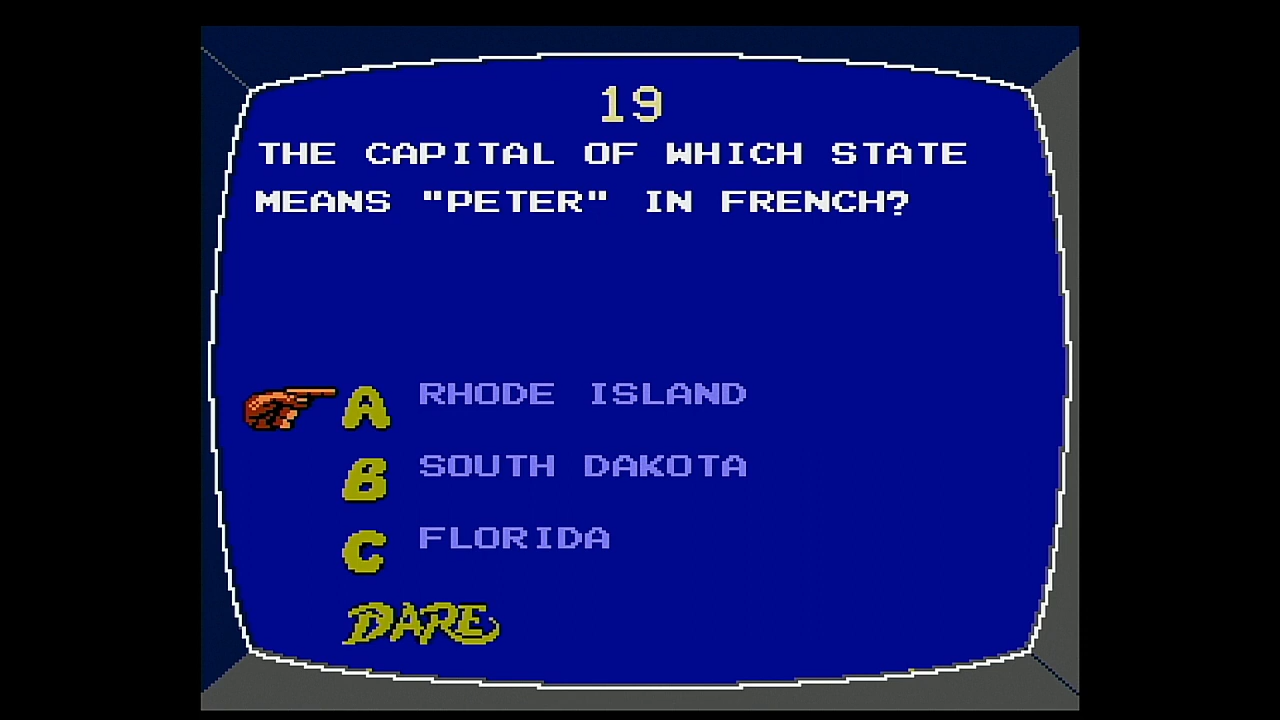 19
THE CAPITAL OF WHICH STATE
MEANS "PETER" IN FRENCH?
A RHODE ISLAND
B SOUTH DAKOTA
C FLORIDA
DARE